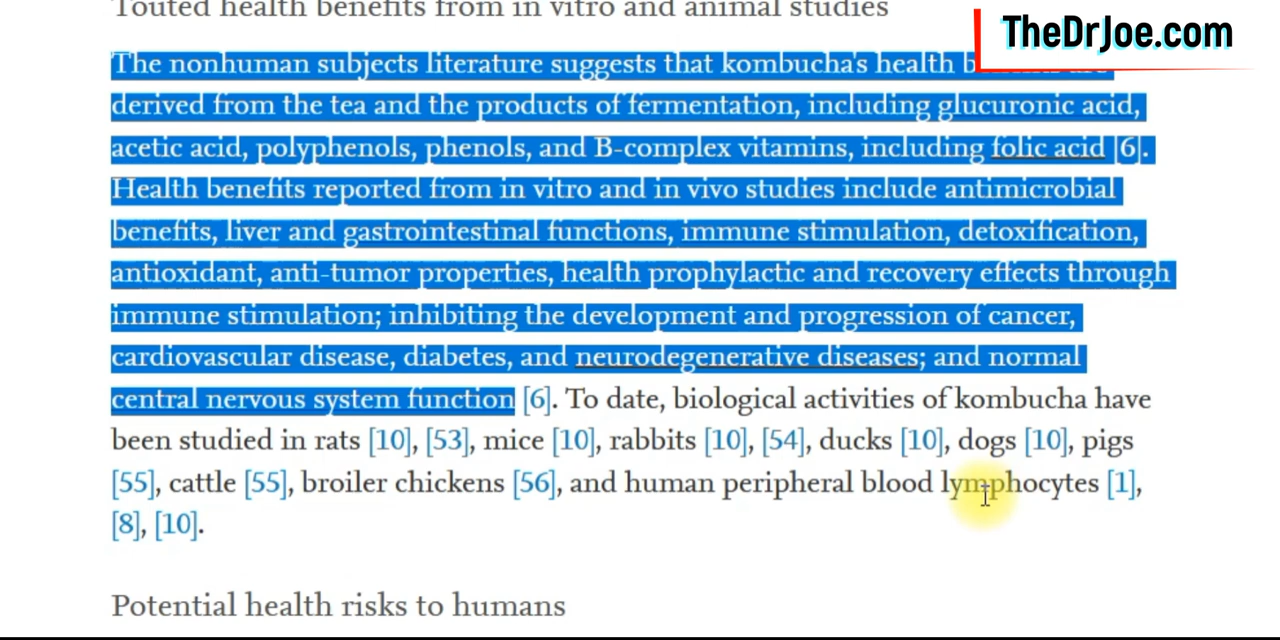 Touted health benefits from in vitro and animal studies
TheDrJoe.com
The nonhuman subjects literature suggests that kombucha's health
derived from the tea and the products of fermentation, including glucuronic acid,
acetic acid, polyphenols, phenols, and B-complex vitamins, including folic acid [6].
Health benefits reported from in vitro and in vivo studies include antimicrobial
benefits, liver and gastrointestinal functions, immune stimulation, detoxification,
antioxidant, anti-tumor properties, health prophylactic and recovery effects through
immune stimulation; inhibiting the development and progression of cancer,
cardiovascular disease, diabetes, and neurodegenerative diseases; and normal
central nervous system function [6]. To date, biological activities of kombucha have
been studied in rats [10], [53], mice [10], rabbits [10], [54], ducks [10], dogs [10], pigs
[55], cattle [55], broiler chickens [56], and human peripheral blood lymphocytes [1],
[8], [10].
Potential health risks to humans